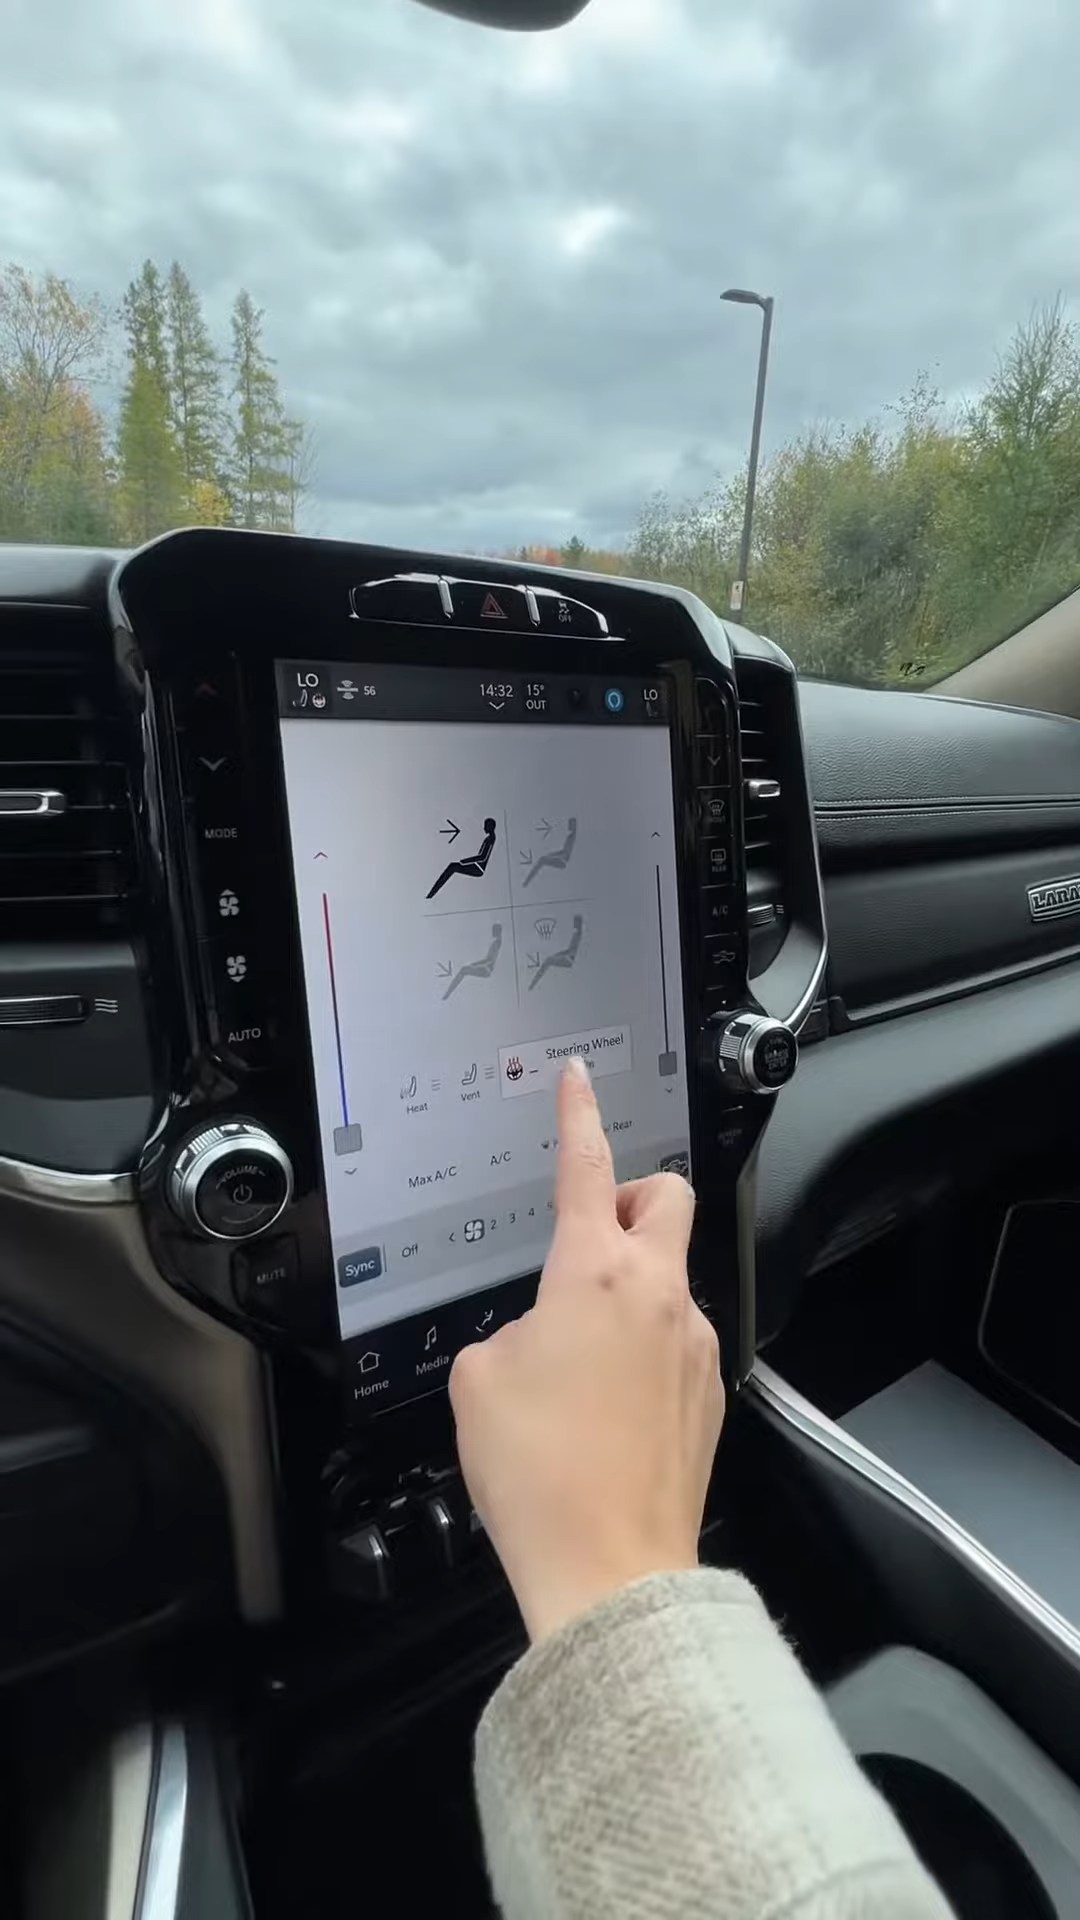 OFF
LO
56
14:32
15°
OUT
LO
MODE
A/C
AUTO
Steering Wheel
Heat
Vent
Rear
Max A/C
A/C
VOLUME
Off
2 3 4
Sync
MUTE
Home
Media